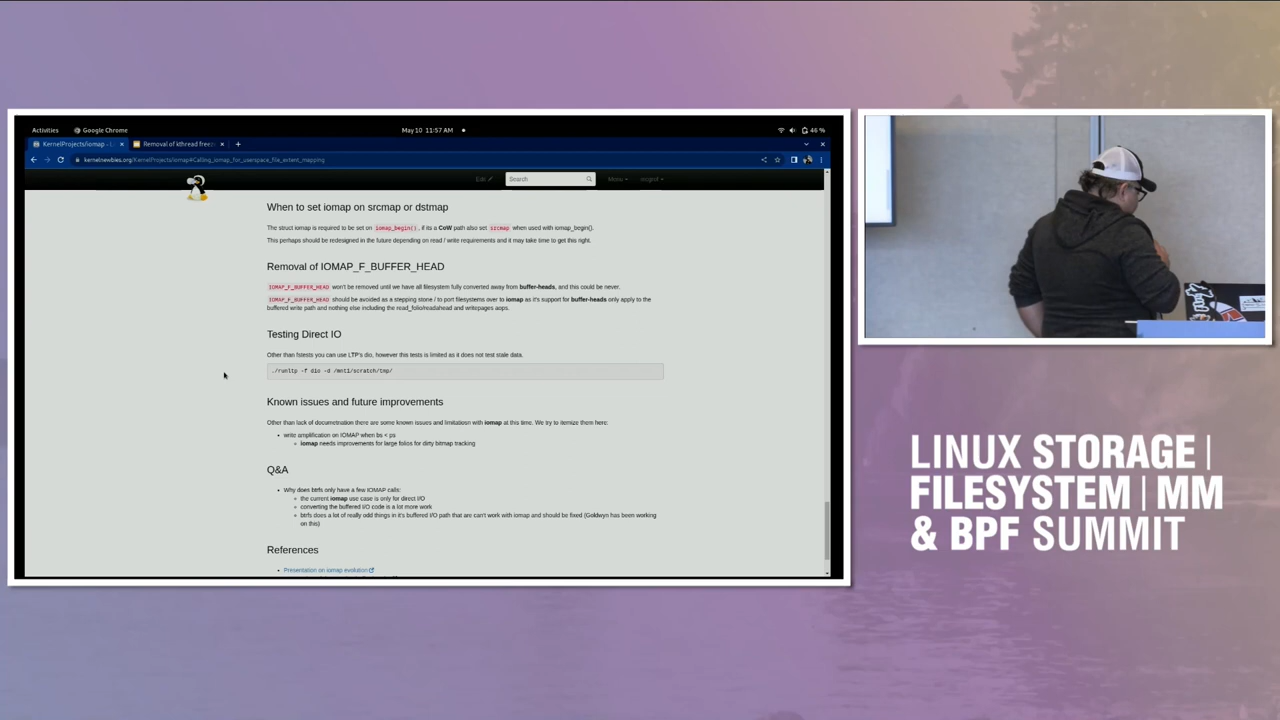 Activities
Google Chrome
May 10 11:57 AM
46 %
KernelProjects/iomap - L
Removal of kthread free
kernelnewbies.org/KernelProjects/iomap#Calling_iomap_for_userspace_file_extent_mapping
Edit
Search
Menu
mcgrof
When to set iomap on srcmap or dstmap
The struct iomap is required to be set on iomap_begin(), if its a CoW path also set srcmap when used with iomap_begin().
This perhaps should be redesigned in the future depending on read / write requirements and it may take time to get this right.
Removal of IOMAP_F_BUFFER_HEAD
IOMAP_F_BUFFER_HEAD won't be removed until we have all filesystem fully converted away from buffer-heads, and this could be never.
IOMAP_F_BUFFER_HEAD should be avoided as a stepping stone / to port filesystems over to iomap as it's support for buffer-heads only apply to the
buffered write path and nothing else including the read_folio/readahead and writepages aops.
Testing Direct IO
Other than fstests you can use LTP's dio, however this tests is limited as it does not test stale data.
./runltp -f dio -d /mnt1/scratch/tmp/
Known issues and future improvements
Other than lack of documetnation there are some known issues and limitatiosn with iomap at this time. We try to itemize them here:
write amplification on IOMAP when bs < ps
iomap needs improvements for large folios for dirty bitmap tracking
Q&A
Why does btrfs only have a few IOMAP calls:
the current iomap use case is only for direct I/O
converting the buffered I/O code is a lot more work
btrfs does a lot of really odd things in it's buffered I/O path that are can't work with iomap and should be fixed (Goldwyn has been working
on this)
References
Presentation on iomap evolution
LINUX STORAGE |
FILESYSTEM | MM
& BPF SUMMIT